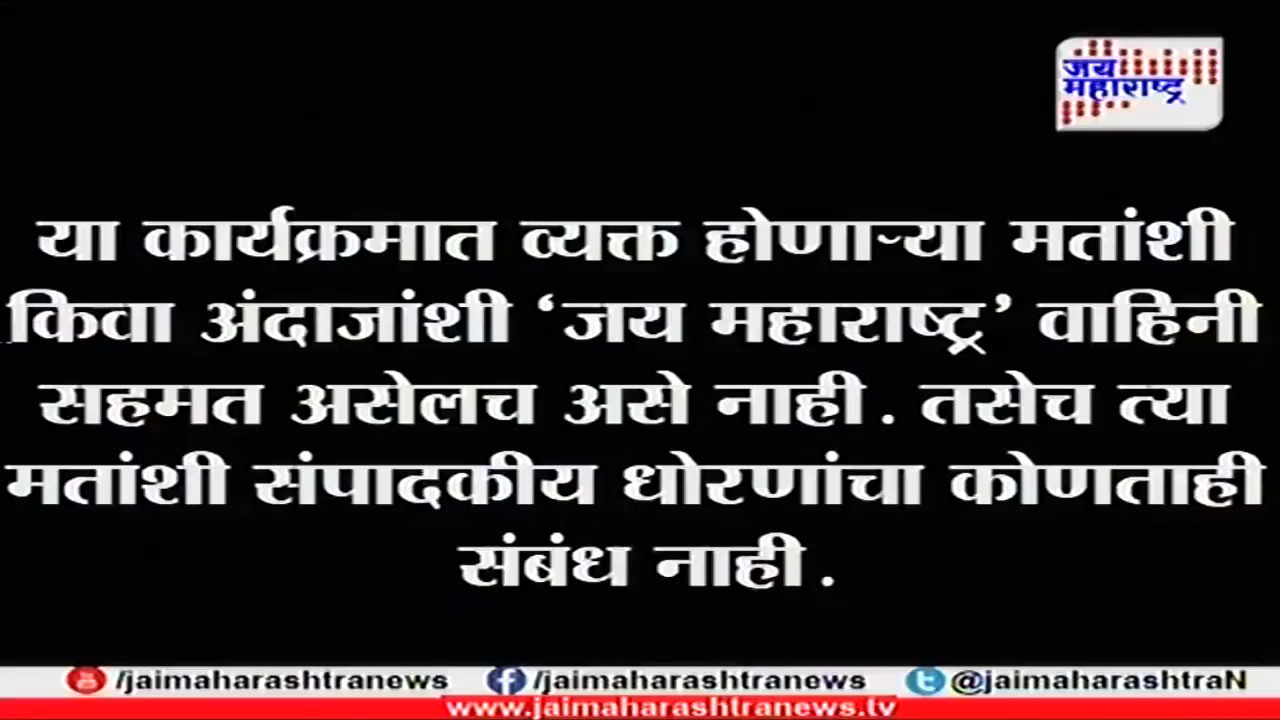 जय
महाराष्ट्र
या कार्यक्रमात व्यक्त होणाऱ्या मतांशी
किंवा अंदाजांशी ‘जय महाराष्ट्र’ वाहिनी
सहमत असेलच असे नाही. तसेच त्या
मतांशी संपादकीय धोरणांचा कोणताही
संबंध नाही.
/jaimaharashtranews /jaimaharashtranews @jaimaharashtraN
www.jaimaharashtranews.tv